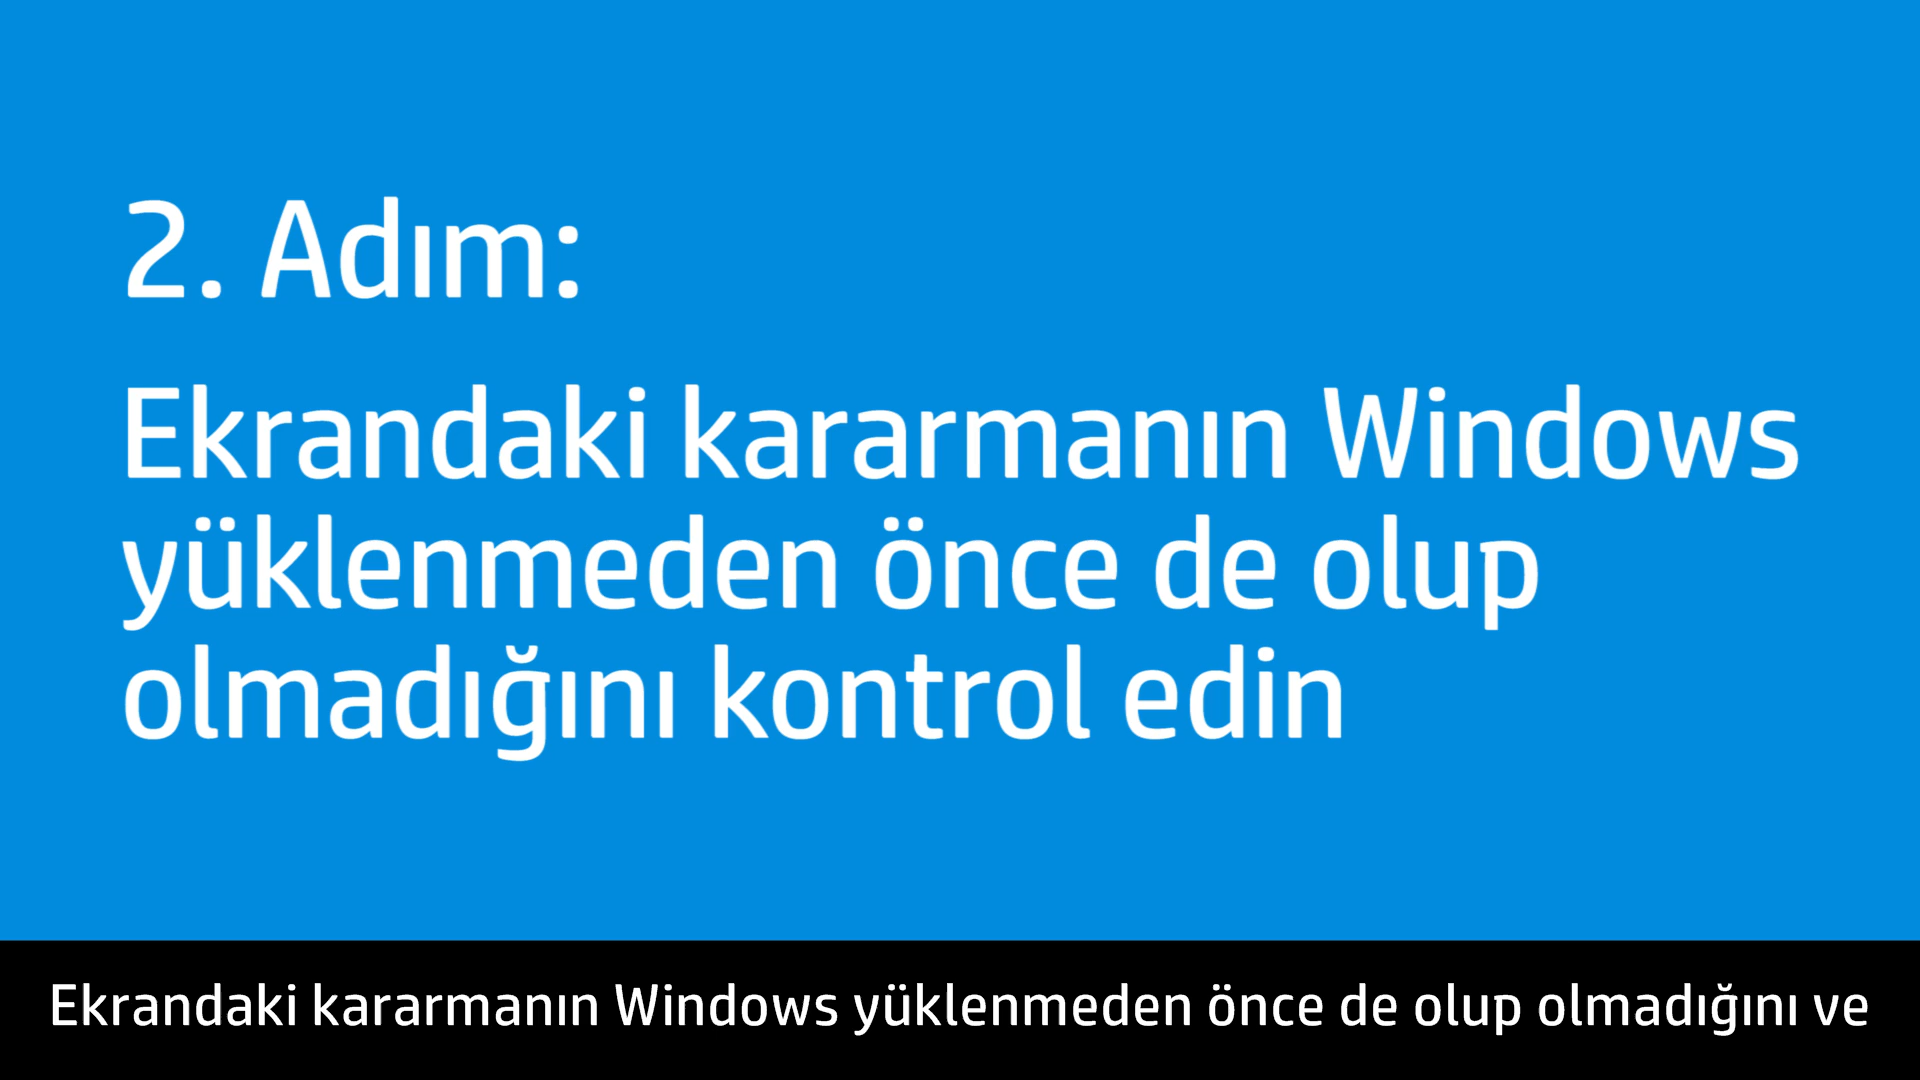 2. Adım:
Ekrandaki kararmanın Windows
yüklenmeden önce de olup
olmadığını kontrol edin
Ekrandaki kararmanın Windows yüklenmeden önce de olup olmadığını ve